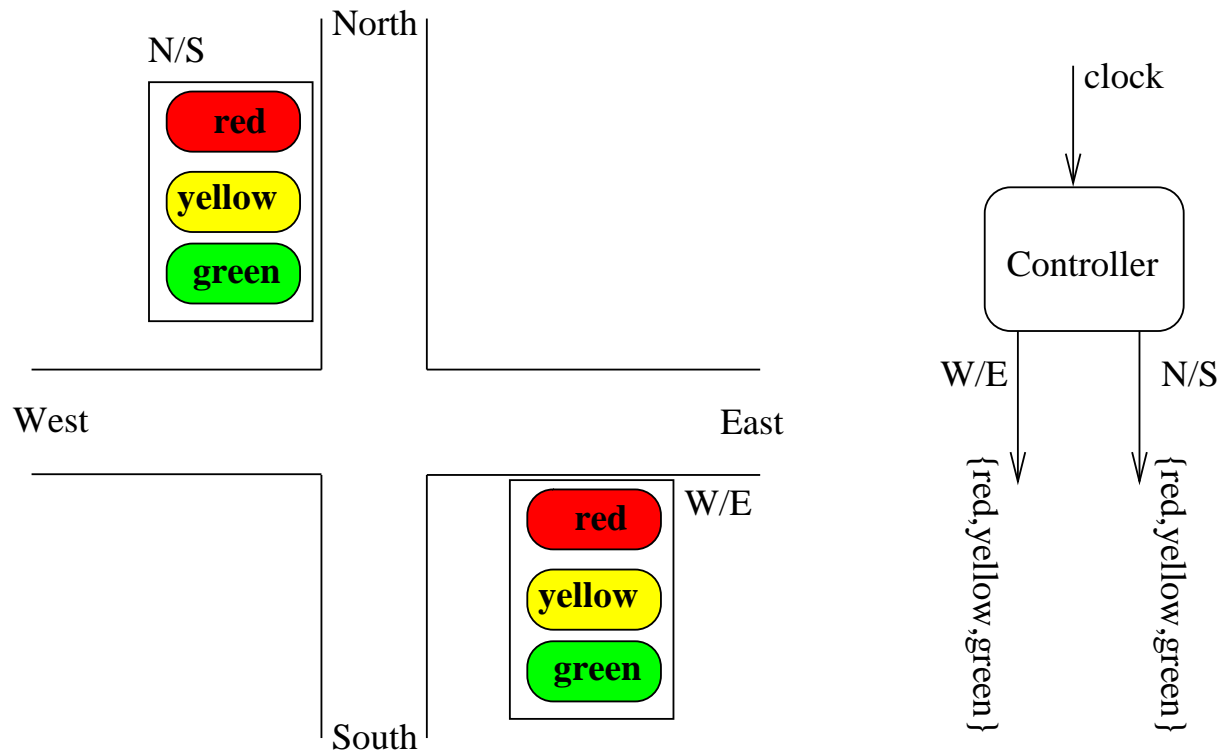 North
N/S
red
yellow
green
West
East
W/E
red
yellow
green
South
clock
Controller
W/E
N/S
{red,yellow,green}
{red,yellow,green}